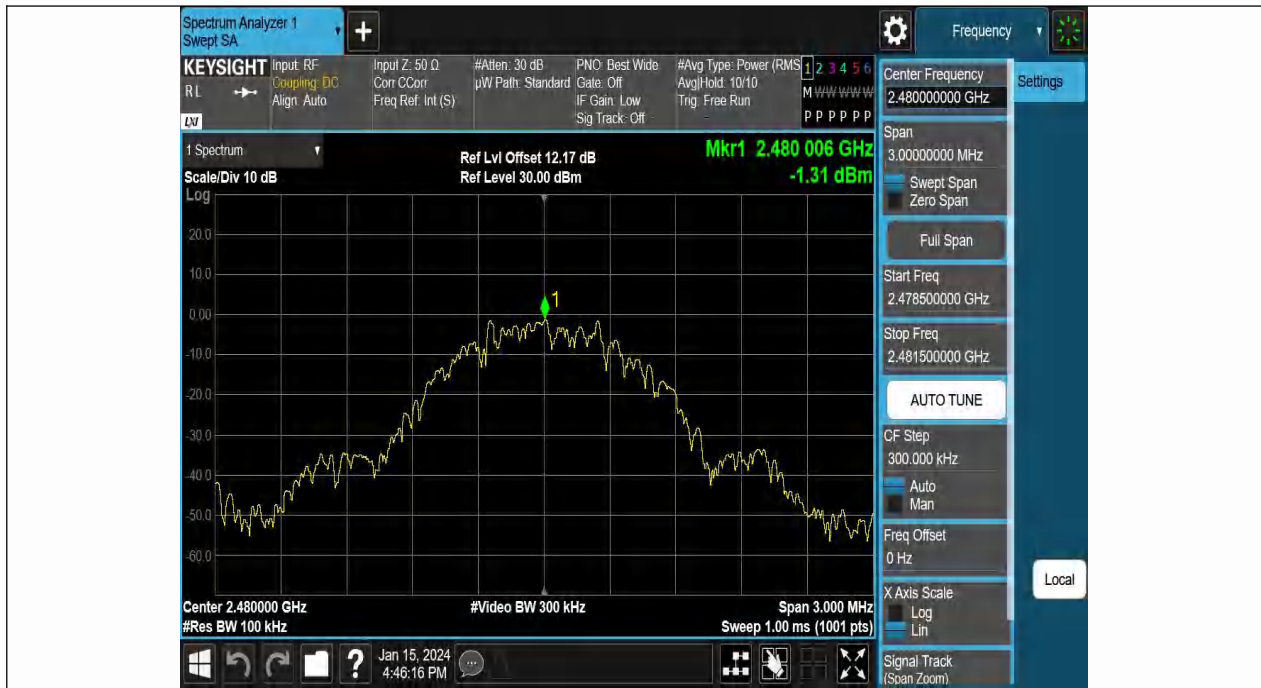 Spectrum Analyzer 1
Swept SA
+
Frequency
KEYSIGHT
RL
LXI
Input: RF
Coupling: DC
Align: Auto
Input Z: 50 Ω
Corr CCorr
Freq Ref: Int (S)
#Atten: 30 dB
µW Path: Standard
PNO: Best Wide
Gate: Off
IF Gain: Low
Sig Track: Off
#Avg Type: Power (RMS
Avg|Hold: 10/10
Trig: Free Run
1 2 3 4 5 6
M W W W W W
P P P P P P
1 Spectrum
Scale/Div 10 dB
Ref Lvl Offset 12.17 dB
Ref Level 30.00 dBm
Mkr1 2.480 006 GHz
-1.31 dBm
Log
20.0
10.0
0.00
-10.0
-20.0
-30.0
-40.0
-50.0
-60.0
1
Center 2.480000 GHz
#Res BW 100 kHz
#Video BW 300 kHz
Span 3.000 MHz
Sweep 1.00 ms (1001 pts)
?
Jan 15, 2024
4:46:16 PM
Center Frequency
2.480000000 GHz
Settings
Span
3.00000000 MHz
Swept Span
Zero Span
Full Span
Start Freq
2.478500000 GHz
Stop Freq
2.481500000 GHz
AUTO TUNE
CF Step
300.000 kHz
Auto
Man
Freq Offset
0 Hz
X Axis Scale
Log
Lin
Signal Track
(Span Zoom)
Local